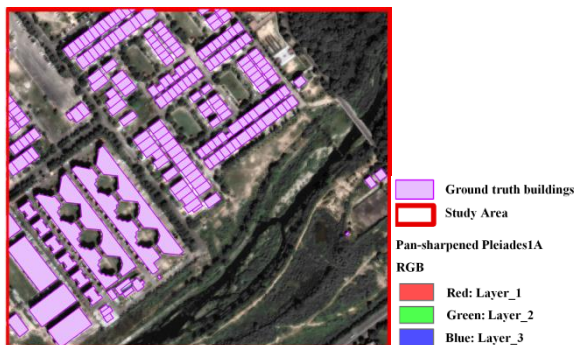 Ground truth buildings
Study Area
Pan-sharpened Pleiades1A
RGB
Red: Layer_1
Green: Layer_2
Blue: Layer_3